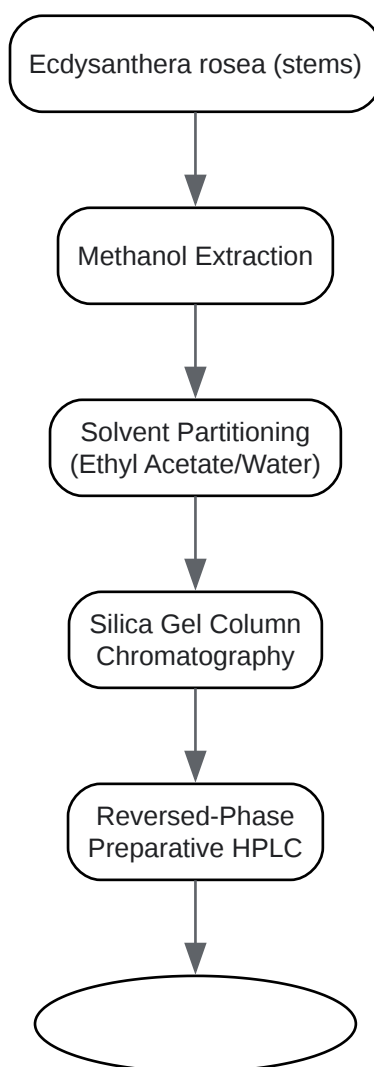 Ecdysanthera rosea (stems)
Methanol Extraction
Solvent Partitioning
(Ethyl Acetate/Water)
Silica Gel Column
Chromatography
Reversed-Phase
Preparative HPLC